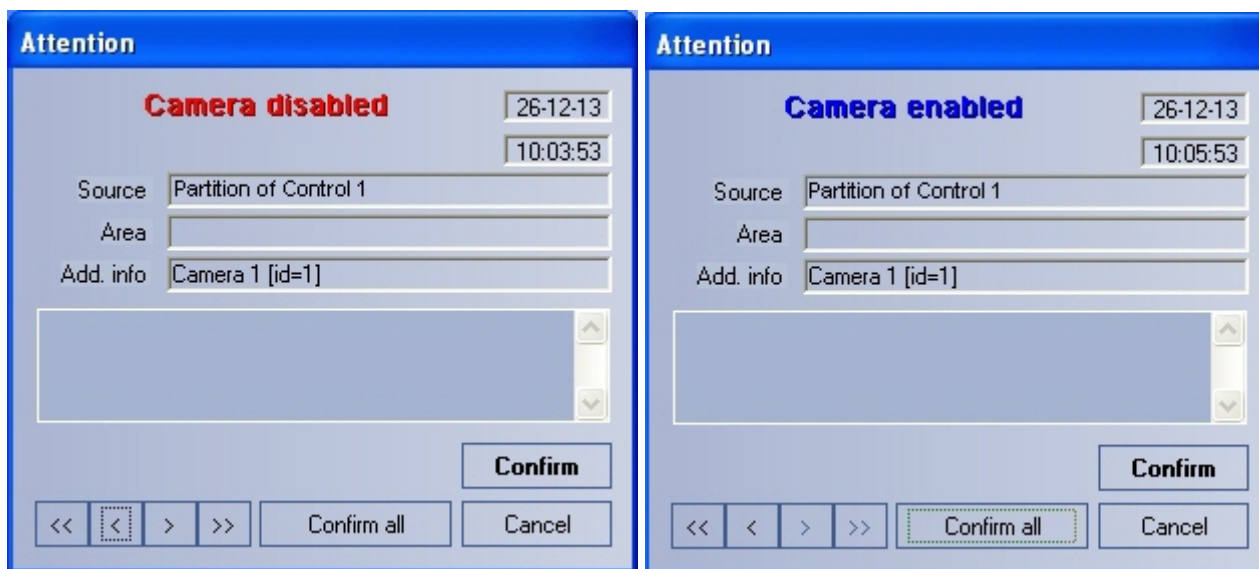 Attention
Camera disabled
26-12-13
10:03:53
Source Partition of Control 1
Area
Add. info Camera 1 [id=1]
Confirm
<< < > >> Confirm all Cancel
Attention
Camera enabled
26-12-13
10:05:53
Source Partition of Control 1
Area
Add. info Camera 1 [id=1]
Confirm
<< < > >> Confirm all Cancel